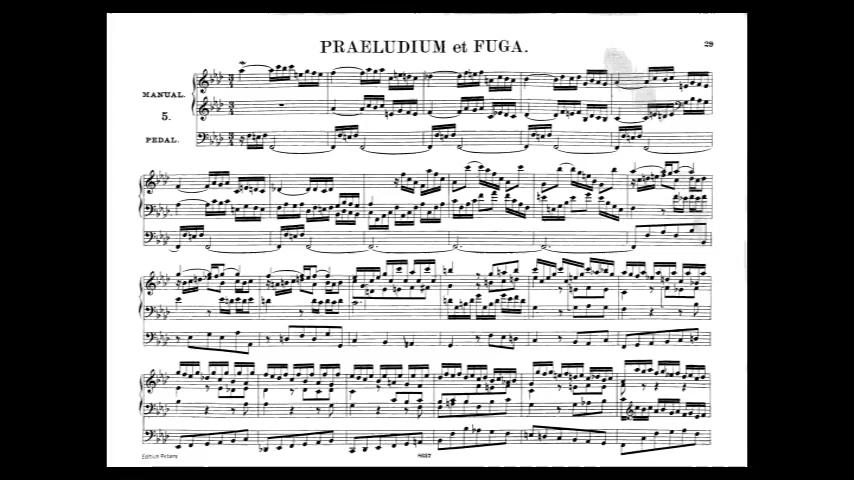 PRAELUDIUM et FUGA.
29
MANUAL.
5.
PEDAL.
Edition Peters